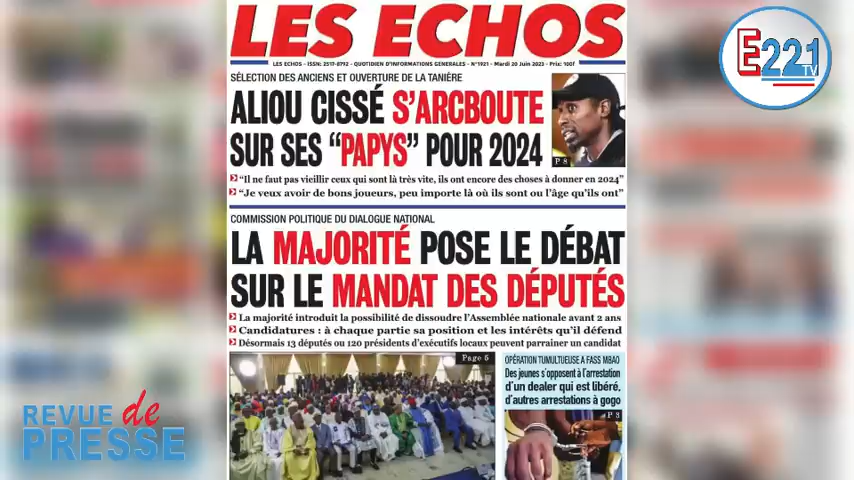 LES ECHOS
LES ECHOS - ISSN: 2517-8792 - QUOTIDIEN D'INFORMATIONS GENERALES - N°1921 - Mardi 20 Juin 2023 - Prix: 100f
E221
TV
SÉLECTION DES ANCIENS ET OUVERTURE DE LA TANIÈRE
ALIOU CISSÉ S'ARCBOUTE
SUR SES "PAPYS" POUR 2024
P 8
"Il ne faut pas vieillir ceux qui sont là très vite, ils ont encore des choses à donner en 2024"
"Je veux avoir de bons joueurs, peu importe là où ils sont ou l'âge qu'ils ont"
COMMISSION POLITIQUE DU DIALOGUE NATIONAL
LA MAJORITÉ POSE LE DÉBAT
SUR LE MANDAT DES DÉPUTÉS
La majorité introduit la possibilité de dissoudre l'Assemblée nationale avant 2 ans
Candidatures : à chaque partie sa position et les intérêts qu'il défend
Désormais 13 députés ou 120 présidents d'exécutifs locaux peuvent parrainer un candidat
Page 6
OPÉRATION TUMULTUEUSE A FASS MBAO
Des jeunes s'opposent à l'arrestation
d'un dealer qui est libéré,
d'autres arrestations à gogo
P 3
REVUE de
PRESSE